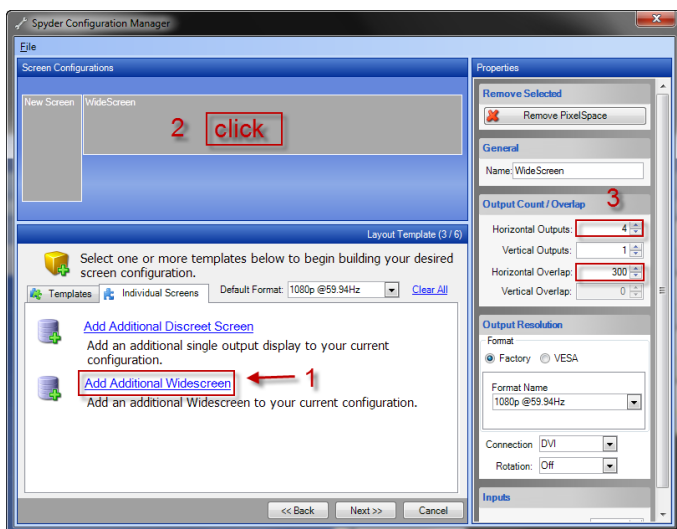 Spyder Configuration Manager
File
Screen Configurations
New Screen
WideScreen
2 click
Layout Template (3 / 6)
Select one or more templates below to begin building your desired
screen configuration.
Templates
Individual Screens
Default Format: 1080p @59.94Hz
Clear All
Add Additional Discreet Screen
Add an additional single output display to your current
configuration.
Add Additional Widescreen
1
Add an additional Widescreen to your current configuration.
<< Back
Next >>
Cancel
Properties
Remove Selected
Remove PixelSpace
General
Name: WideScreen
Output Count / Overlap
3
Horizontal Outputs: 4
Vertical Outputs: 1
Horizontal Overlap: 300
Vertical Overlap: 0
Output Resolution
Format
Factory VESA
Format Name
1080p @59.94Hz
Connection DVI
Rotation: Off
Inputs